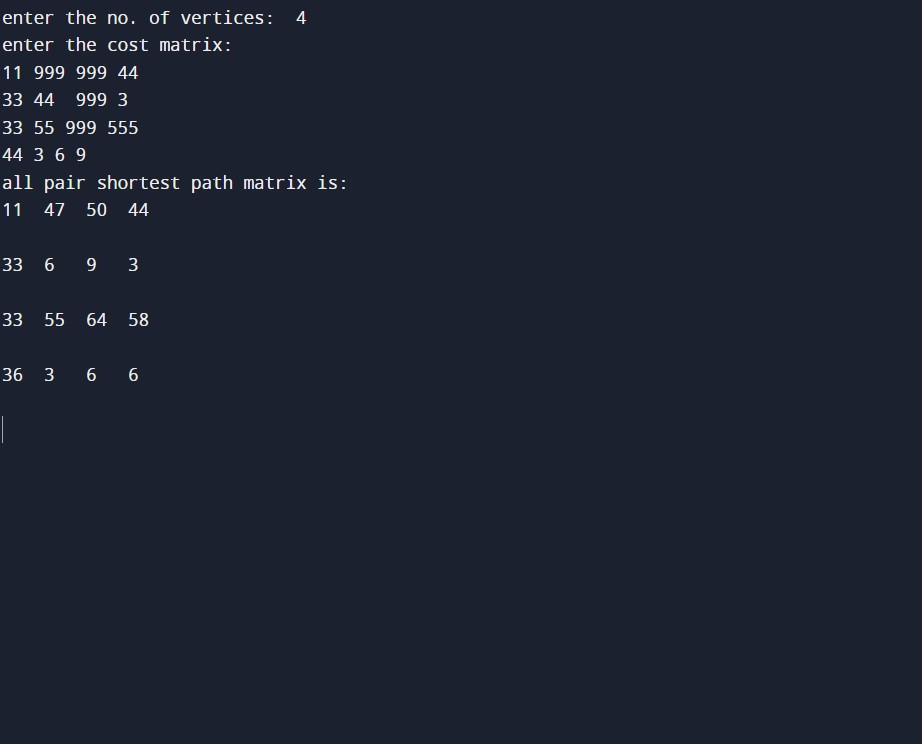 enter the no. of vertices:  4
enter the cost matrix:
11 999 999 44
33 44  999 3
33 55 999 555
44 3 6 9
all pair shortest path matrix is:
11  47  50  44
33  6   9   3
33  55  64  58
36  3   6   6